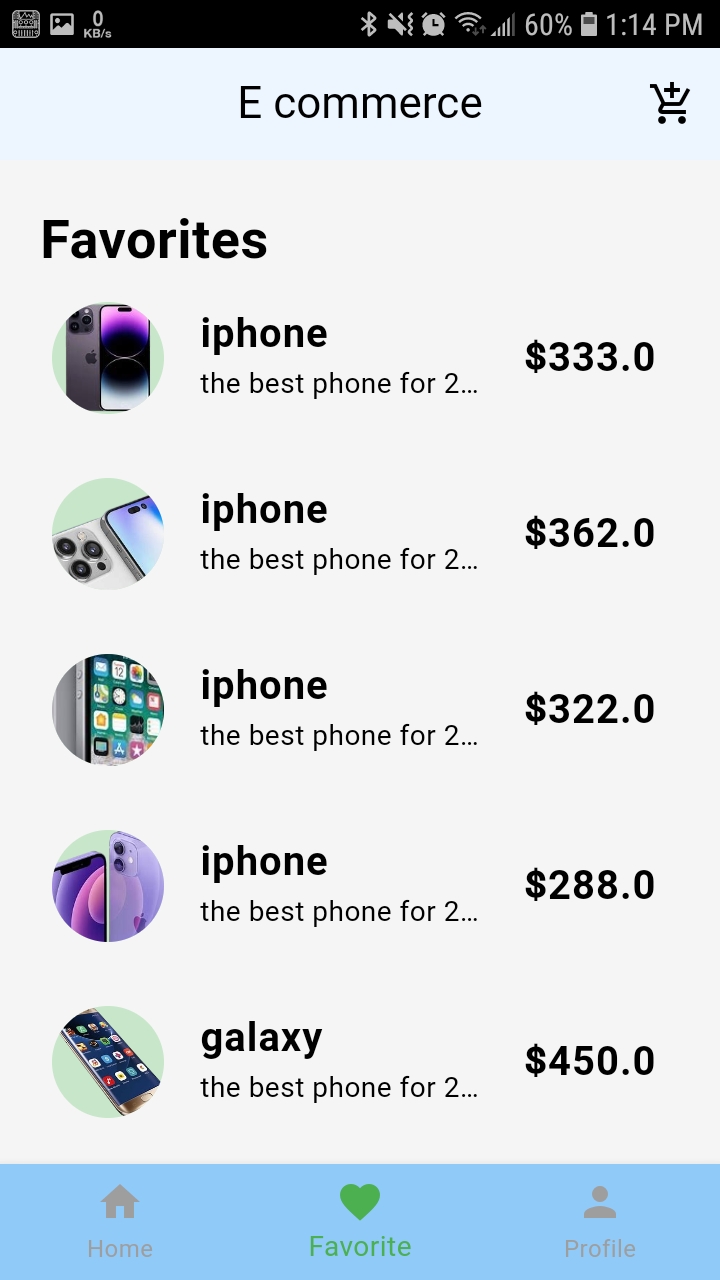 0
KB/s
60% 1:14 PM
E commerce
Favorites
iphone
the best phone for 2...
$333.0
iphone
the best phone for 2...
$362.0
iphone
the best phone for 2...
$322.0
iphone
the best phone for 2...
$288.0
galaxy
the best phone for 2...
$450.0
Home
Favorite
Profile